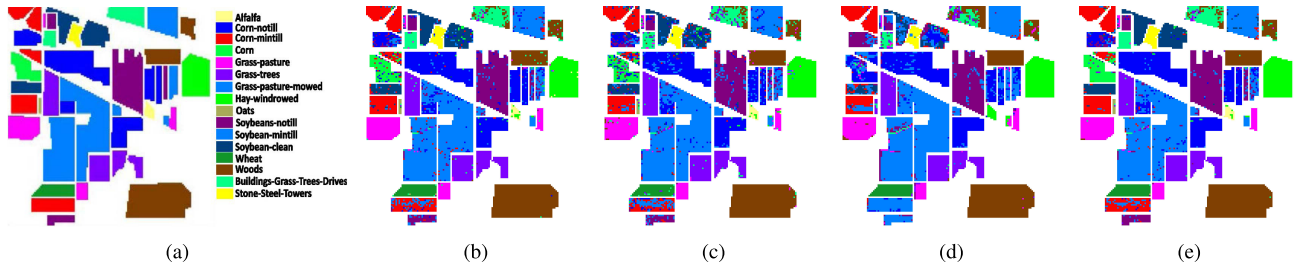 Alfalfa
Corn-notill
Corn-mintill
Corn
Grass-pasture
Grass-trees
Grass-pasture-mowed
Hay-windrowed
Oats
Soybeans-notill
Soybean-mintill
Soybean-clean
Wheat
Woods
Buildings-Grass-Trees-Drives
Stone-Steel-Towers
(a) (b) (c) (d) (e)